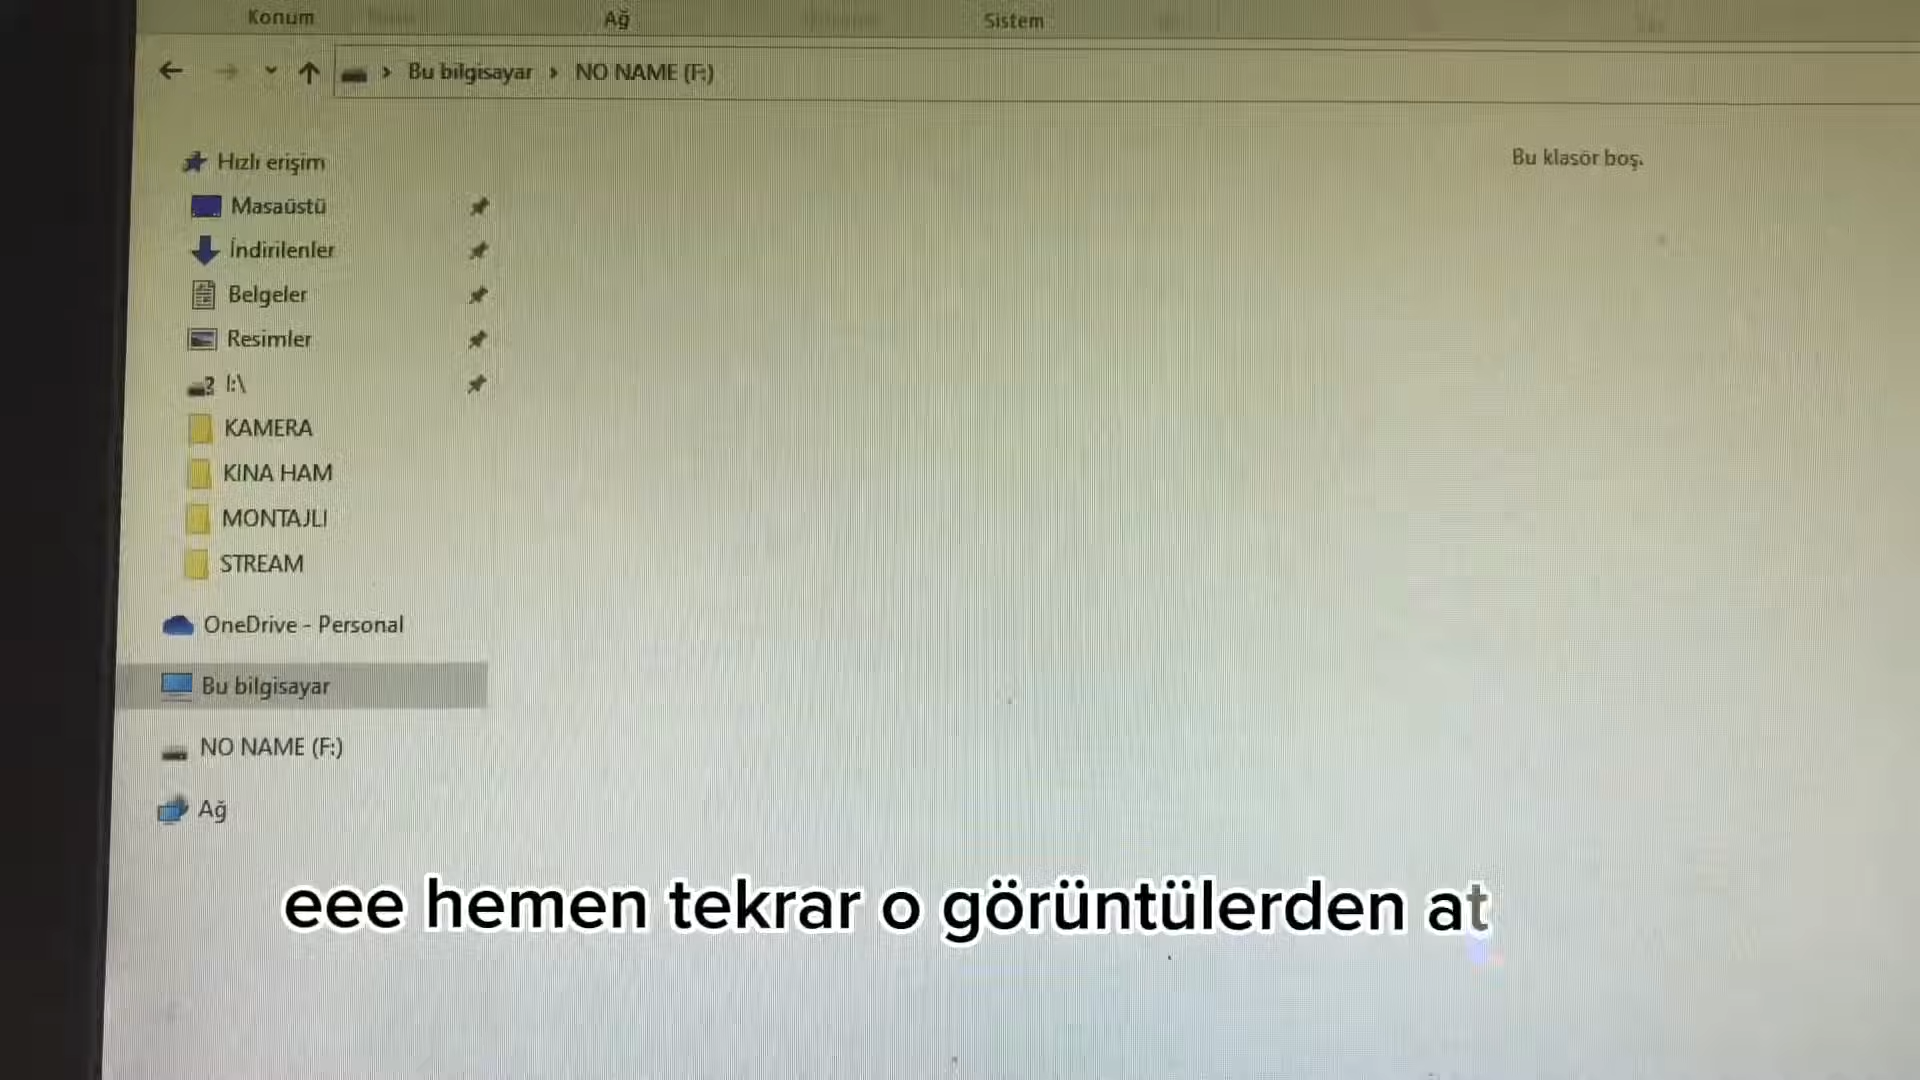 Konum Ağ Sistem
Bu bilgisayar NO NAME (F:)
Bu klasör boş.
Hızlı erişim
Masaüstü
İndirilenler
Belgeler
Resimler
I:\
KAMERA
KINA HAM
MONTAJLI
STREAM
OneDrive - Personal
Bu bilgisayar
NO NAME (F:)
Ağ
eee hemen tekrar o görüntülerden at